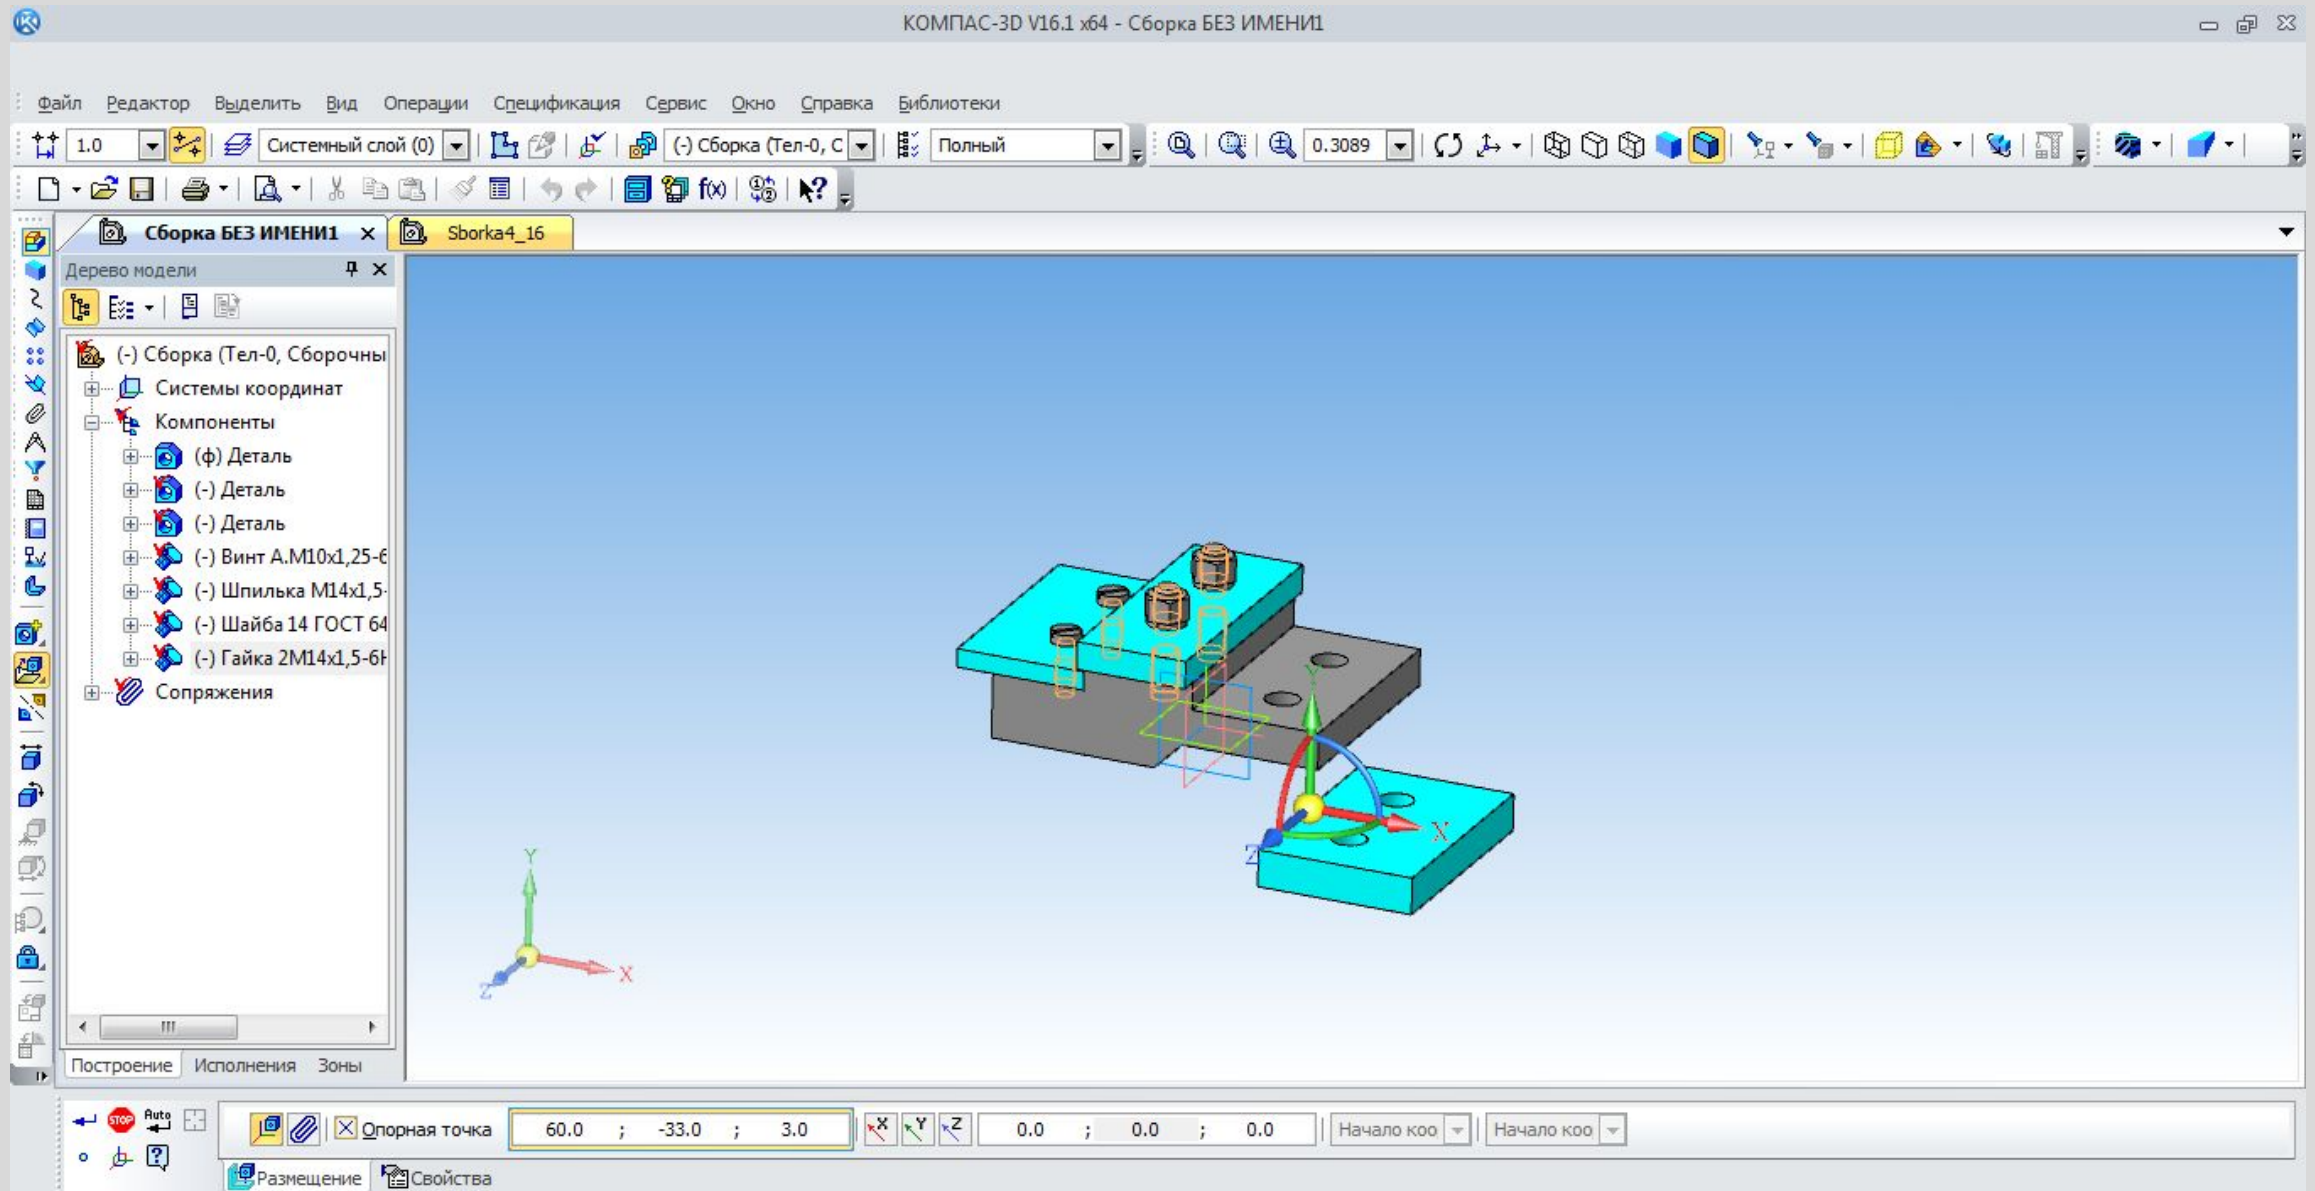 КОМПАС-3D V16.1 x64 - Сборка БЕЗ ИМЕНИ1
Файл Редактор Выделить Вид Операции Спецификация Сервис Окно Справка Библиотеки
1.0 Системный слой (0) (-) Сборка (Тел-0, С Полный 0.3089
f(x)
Сборка БЕЗ ИМЕНИ1 Sborka4_16
Дерево модели
(-) Сборка (Тел-0, Сборочны
Системы координат
Компоненты
(ф) Деталь
(-) Деталь
(-) Деталь
(-) Винт А.М10х1,25-6
(-) Шпилька М14х1,5-
(-) Шайба 14 ГОСТ 64
(-) Гайка 2М14х1,5-6Н
Сопряжения
Y
X
Z
Y
X
Z
Построение Исполнения Зоны
STOP Auto Опорная точка 60.0 ; -33.0 ; 3.0 X Y Z 0.0 ; 0.0 ; 0.0 Начало коо Начало коо
Размещение Свойства